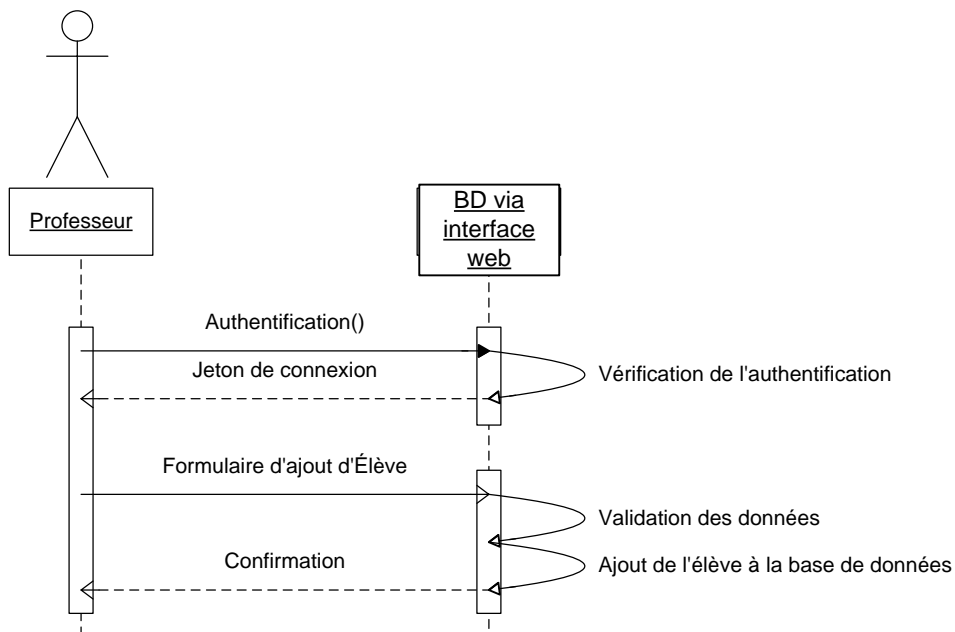 Professeur
BD via
interface
web
Authentification()
Jeton de connexion
Vérification de l'authentification
Formulaire d'ajout d'Élève
Validation des données
Confirmation
Ajout de l'élève à la base de données